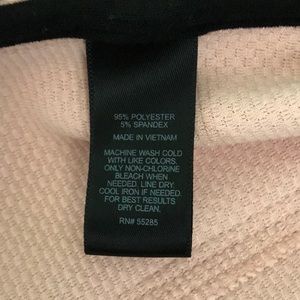 95% POLYESTER
5% SPANDEX
MADE IN VIETNAM
MACHINE WASH COLD
WITH LIKE COLORS.
ONLY NON-CHLORINE
BLEACH WHEN
NEEDED. LINE DRY
COOL IRON IF NEEDED.
FOR BEST RESULTS
DRY CLEAN.
RN# 55285